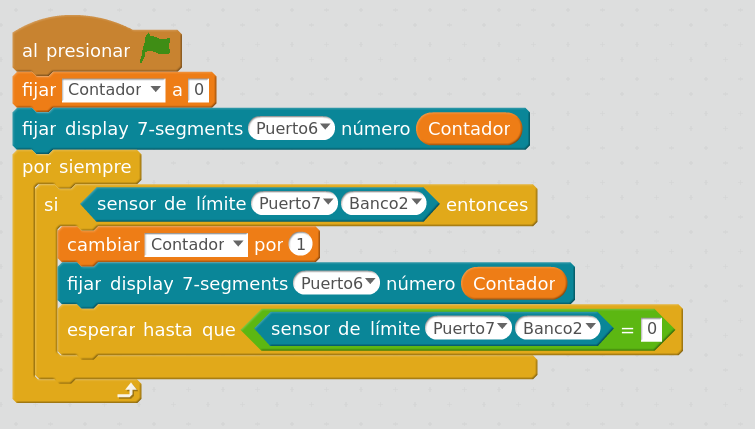 al presionar
fijar Contador a 0
fijar display 7-segments Puerto6 número Contador
por siempre
si sensor de límite Puerto7 Banco2 entonces
cambiar Contador por 1
fijar display 7-segments Puerto6 número Contador
esperar hasta que sensor de límite Puerto7 Banco2 = 0